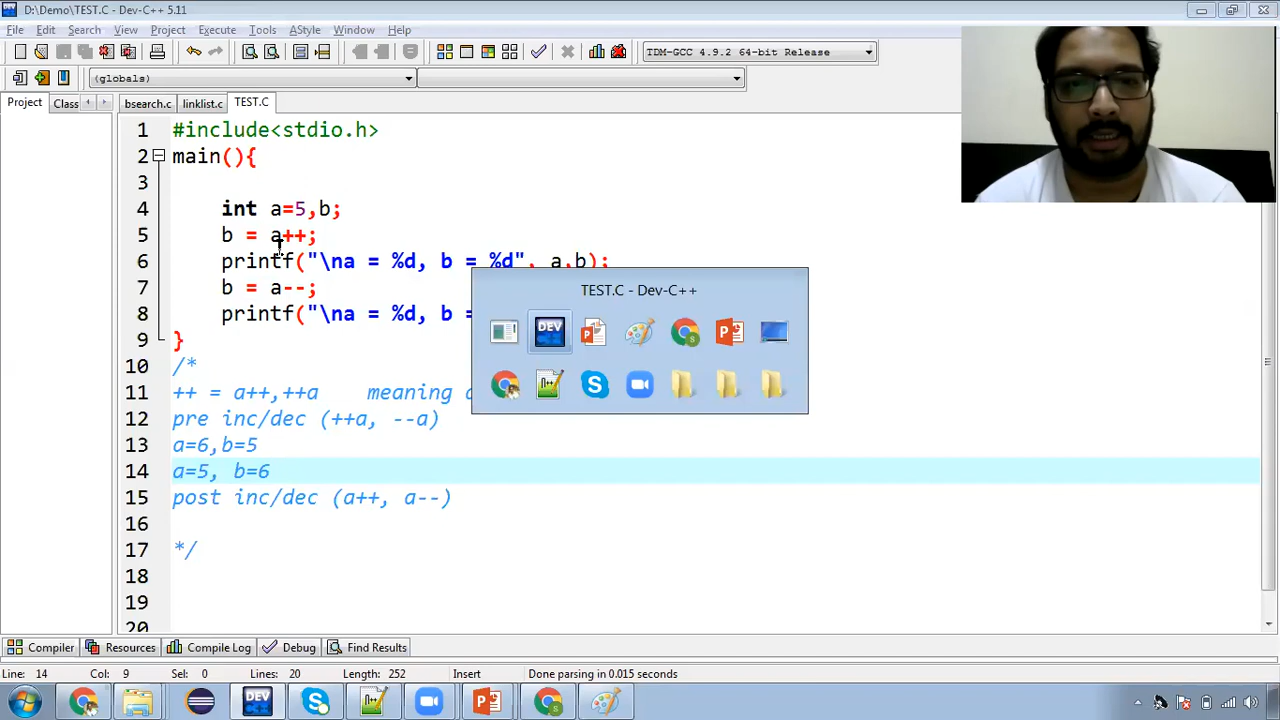 D:\Demo\TEST.C - Dev-C++ 5.11
File Edit Search View Project Execute Tools AStyle Window Help
TDM-GCC 4.9.2 64-bit Release
(globals)
Project Class bsearch.c linklist.c TEST.C
1 #include<stdio.h>
2 main(){
3
4 int a=5,b;
5 b = a++;
6 printf("\na = %d, b = %d", a,b);
7 b = a--;
8 printf("\na = %d, b =
9 }
10 /*
11 ++ = a++,++a meaning
12 pre inc/dec (++a, --a)
13 a=6,b=5
14 a=5, b=6
15 post inc/dec (a++, a--)
16
17 */
18
19
20
TEST.C - Dev-C++
DEV
Compiler Resources Compile Log Debug Find Results
Line: 14 Col: 9 Sel: 0 Lines: 20 Length: 252 Insert Done parsing in 0.015 seconds
DEV